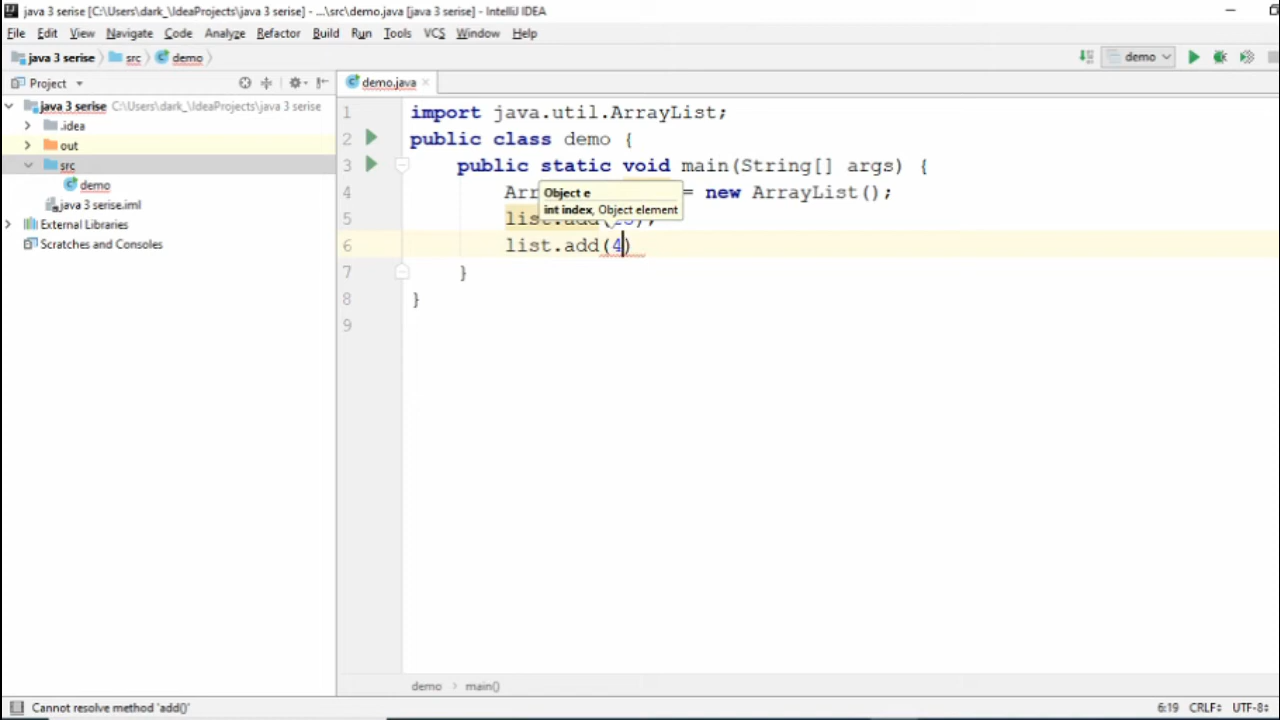 java 3 serise [C:\Users\dark_\IdeaProjects\java 3 serise] - ...\src\demo.java [java 3 serise] - IntelliJ IDEA
File Edit View Navigate Code Analyze Refactor Build Run Tools VCS Window Help
java 3 serise src demo demo
Project demo.java
java 3 serise C:\Users\dark_\IdeaProjects\java 3 serise
.idea
out
src
demo
java 3 serise.iml
External Libraries
Scratches and Consoles
1 import java.util.ArrayList;
2 public class demo {
3 public static void main(String[] args) {
4 = new ArrayList();
Object e
int index, Object element
5
6 list.add(4)
7 }
8 }
9
demo > main()
Cannot resolve method 'add()' 6:19 CRLF UTF-8